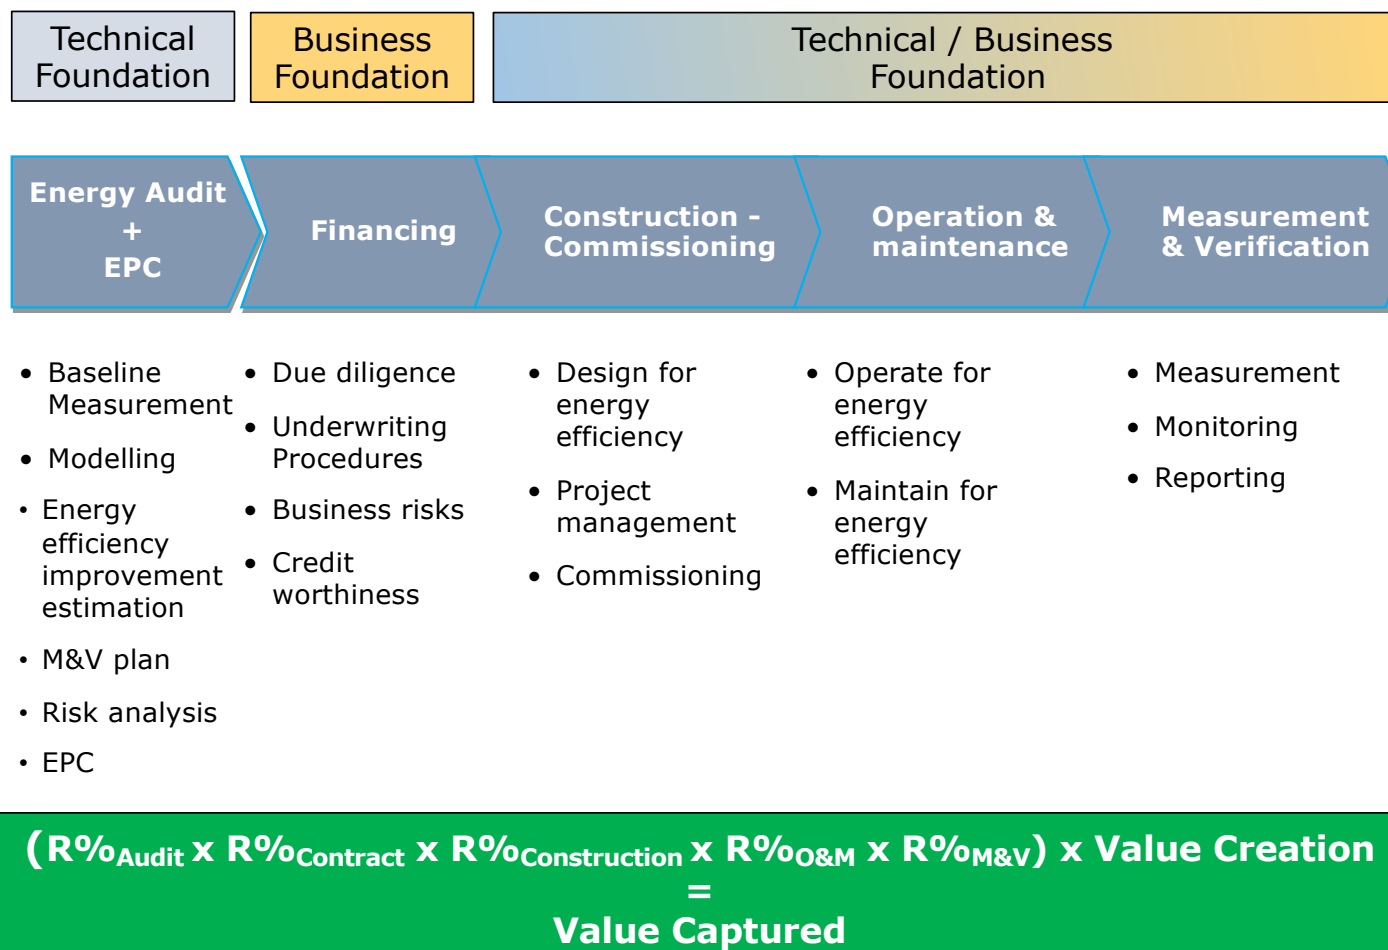 Technical
Foundation
Business
Foundation
Technical / Business
Foundation
Energy Audit
+
EPC
Financing
Construction -
Commissioning
Operation &
maintenance
Measurement
& Verification
• Baseline
Measurement
• Modelling
• Energy
efficiency
improvement
estimation
• M&V plan
• Risk analysis
• EPC
• Due diligence
• Underwriting
Procedures
• Business risks
• Credit
worthiness
• Design for
energy
efficiency
• Project
management
• Commissioning
• Operate for
energy
efficiency
• Maintain for
energy
efficiency
• Measurement
• Monitoring
• Reporting
(R%Audit x R%Contract x R%Construction x R%O&M x R%M&V) x Value Creation
=
Value Captured